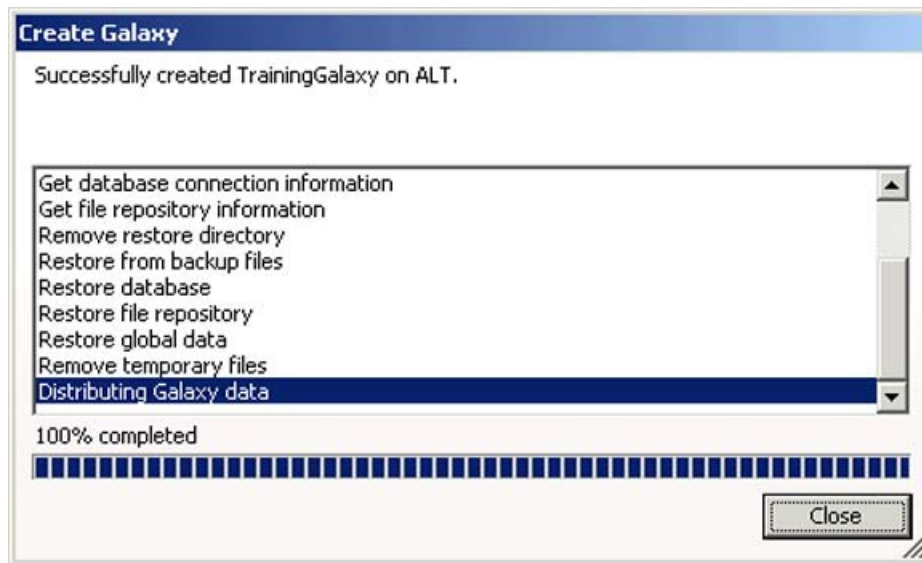 Create Galaxy
Successfully created TrainingGalaxy on ALT.
Get database connection information
Get file repository information
Remove restore directory
Restore from backup files
Restore database
Restore file repository
Restore global data
Remove temporary files
Distributing Galaxy data
100% completed
Close